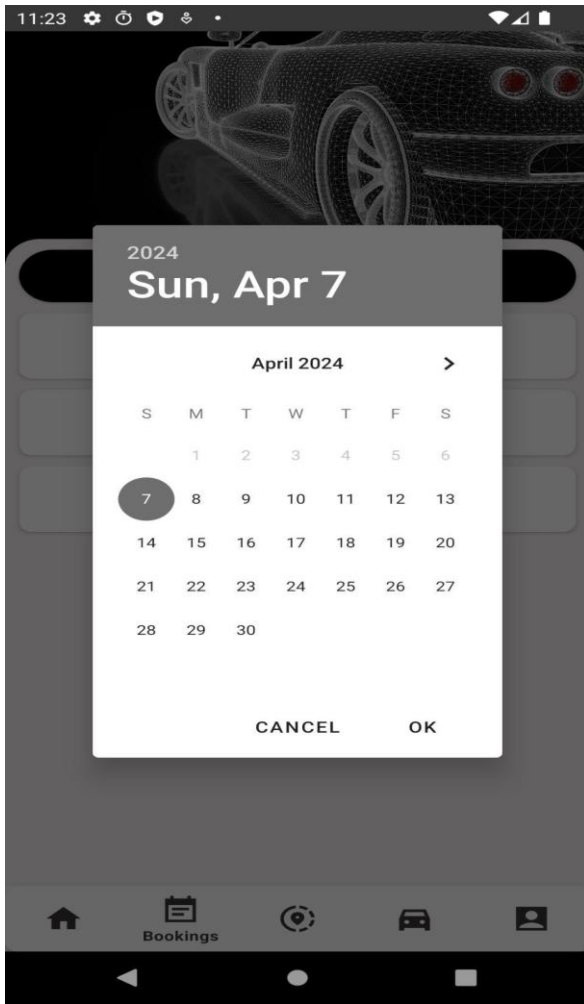 11:23
2024
Sun, Apr 7
April 2024
S M T W T F S
1 2 3 4 5 6
7 8 9 10 11 12 13
14 15 16 17 18 19 20
21 22 23 24 25 26 27
28 29 30
CANCEL OK
Bookings